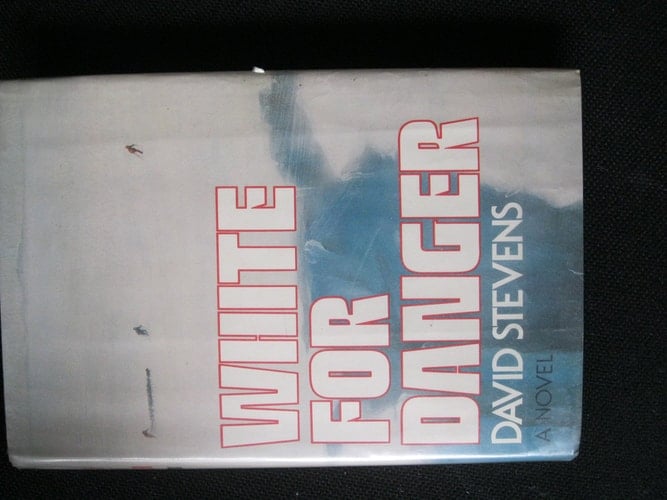 WHITE
FOR
DANGER
DAVID STEVENS
A NOVEL